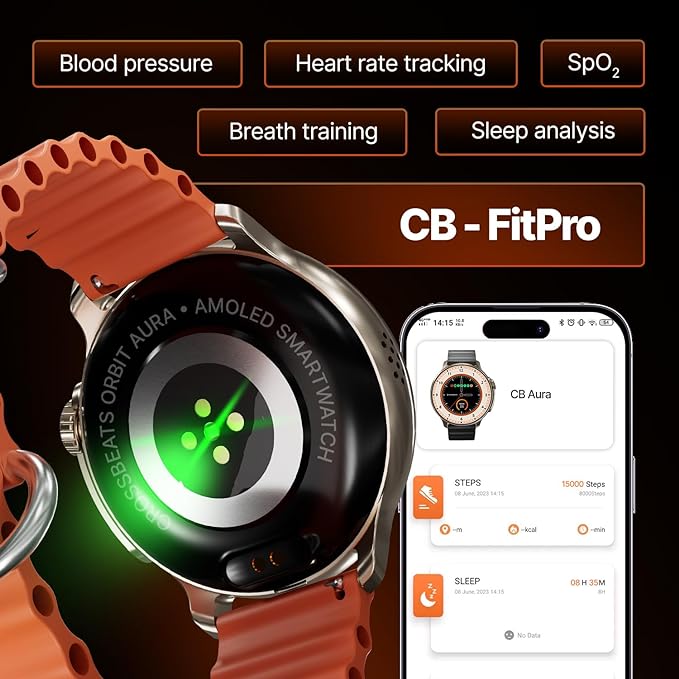 Blood pressure
Heart rate tracking
SpO₂
Breath training
Sleep analysis
CB - FitPro
CROSSBEATS ORBIT AURA • AMOLED SMARTWATCH
14:15
CB Aura
STEPS
15000 Steps
08 June, 2023 14:15
8000Steps
-m
-kcal
-min
SLEEP
08 H 35 M
06 June, 2023 14:15
8H
No Data